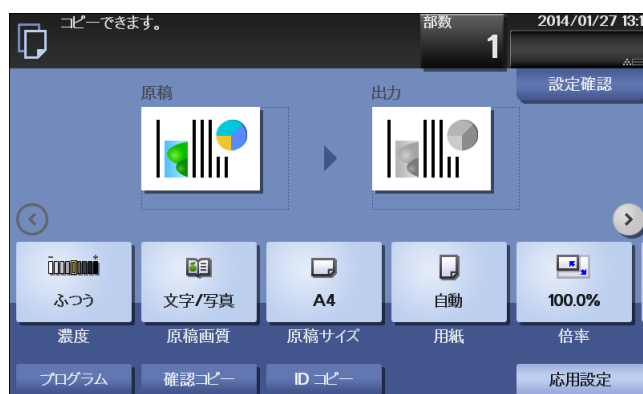 コピーできます。
部数
1
2014/01/27 13:1
設定確認
原稿
出力
ふつう
文字/写真
A4
自動
100.0%
濃度
原稿画質
原稿サイズ
用紙
倍率
プログラム
確認コピー
ID コピー
応用設定